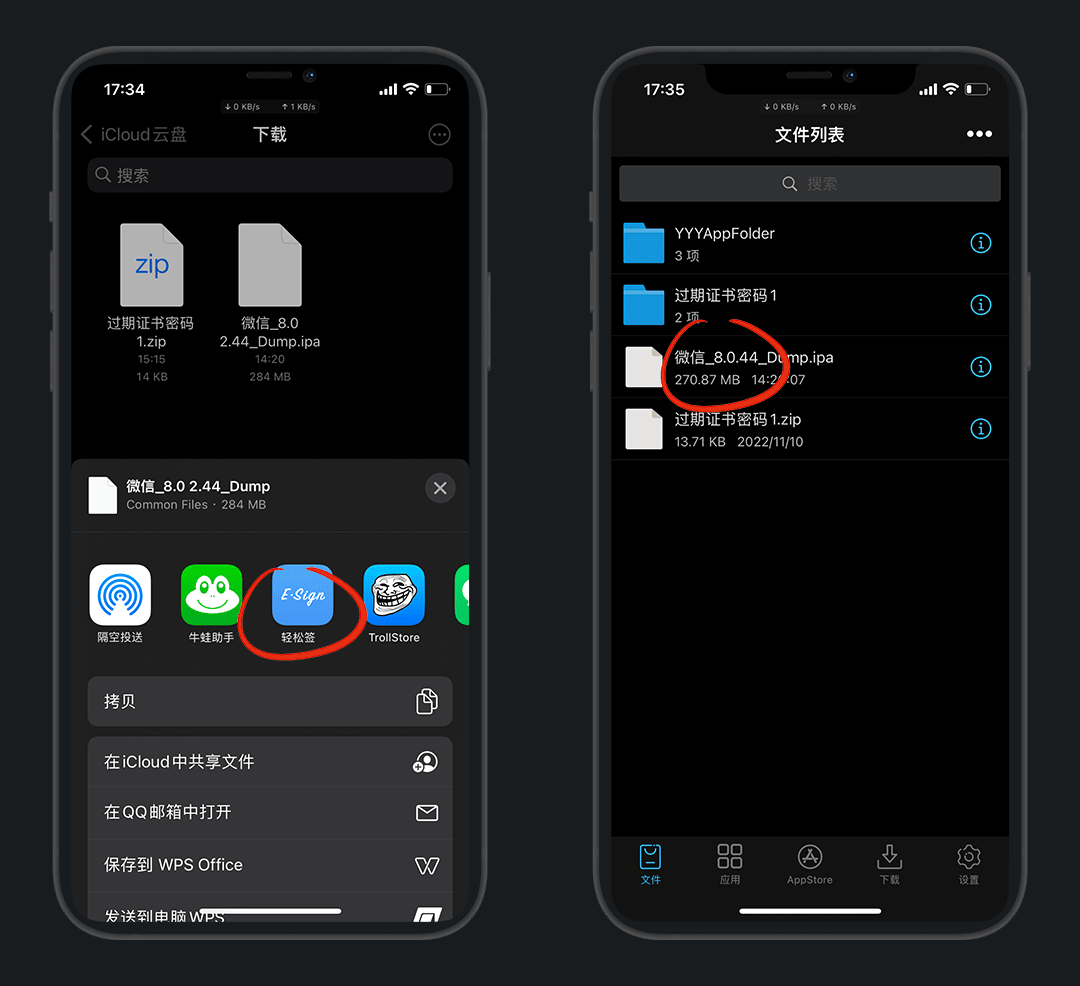 17:34
↓ 0 KB/s ↑ 1 KB/s
iCloud云盘
下载
搜索
zip
过期证书密码
1.zip
15:15
14 KB
微信_8.0
2.44_Dump.ipa
14:20
284 MB
微信_8.0 2.44_Dump
Common Files · 284 MB
E·Sign
隔空投送
牛蛙助手
轻松签
TrollStore
拷贝
在iCloud中共享文件
在QQ邮箱中打开
保存到 WPS Office
发送到电脑WPS
17:35
↓ 0 KB/s ↑ 0 KB/s
文件列表
搜索
YYYAppFolder
3 项
过期证书密码1
2 项
微信_8.0.44_Dump.ipa
270.87 MB 14:20:07
过期证书密码1.zip
13.71 KB 2022/11/10
文件
应用
AppStore
下载
设置